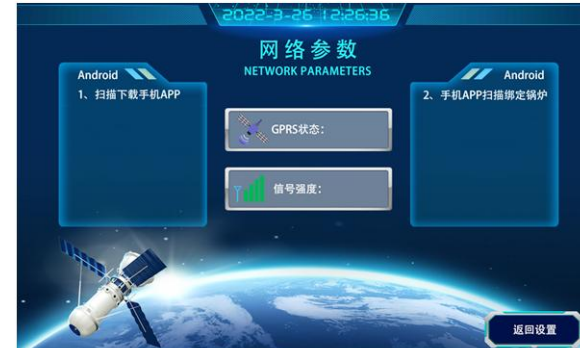 2022-3-26 12:26:36
网络参数
NETWORK PARAMETERS
Android
1、扫描下载手机APP
Android
2、手机APP扫描绑定锅炉
GPRS状态：
信号强度：
返回设置